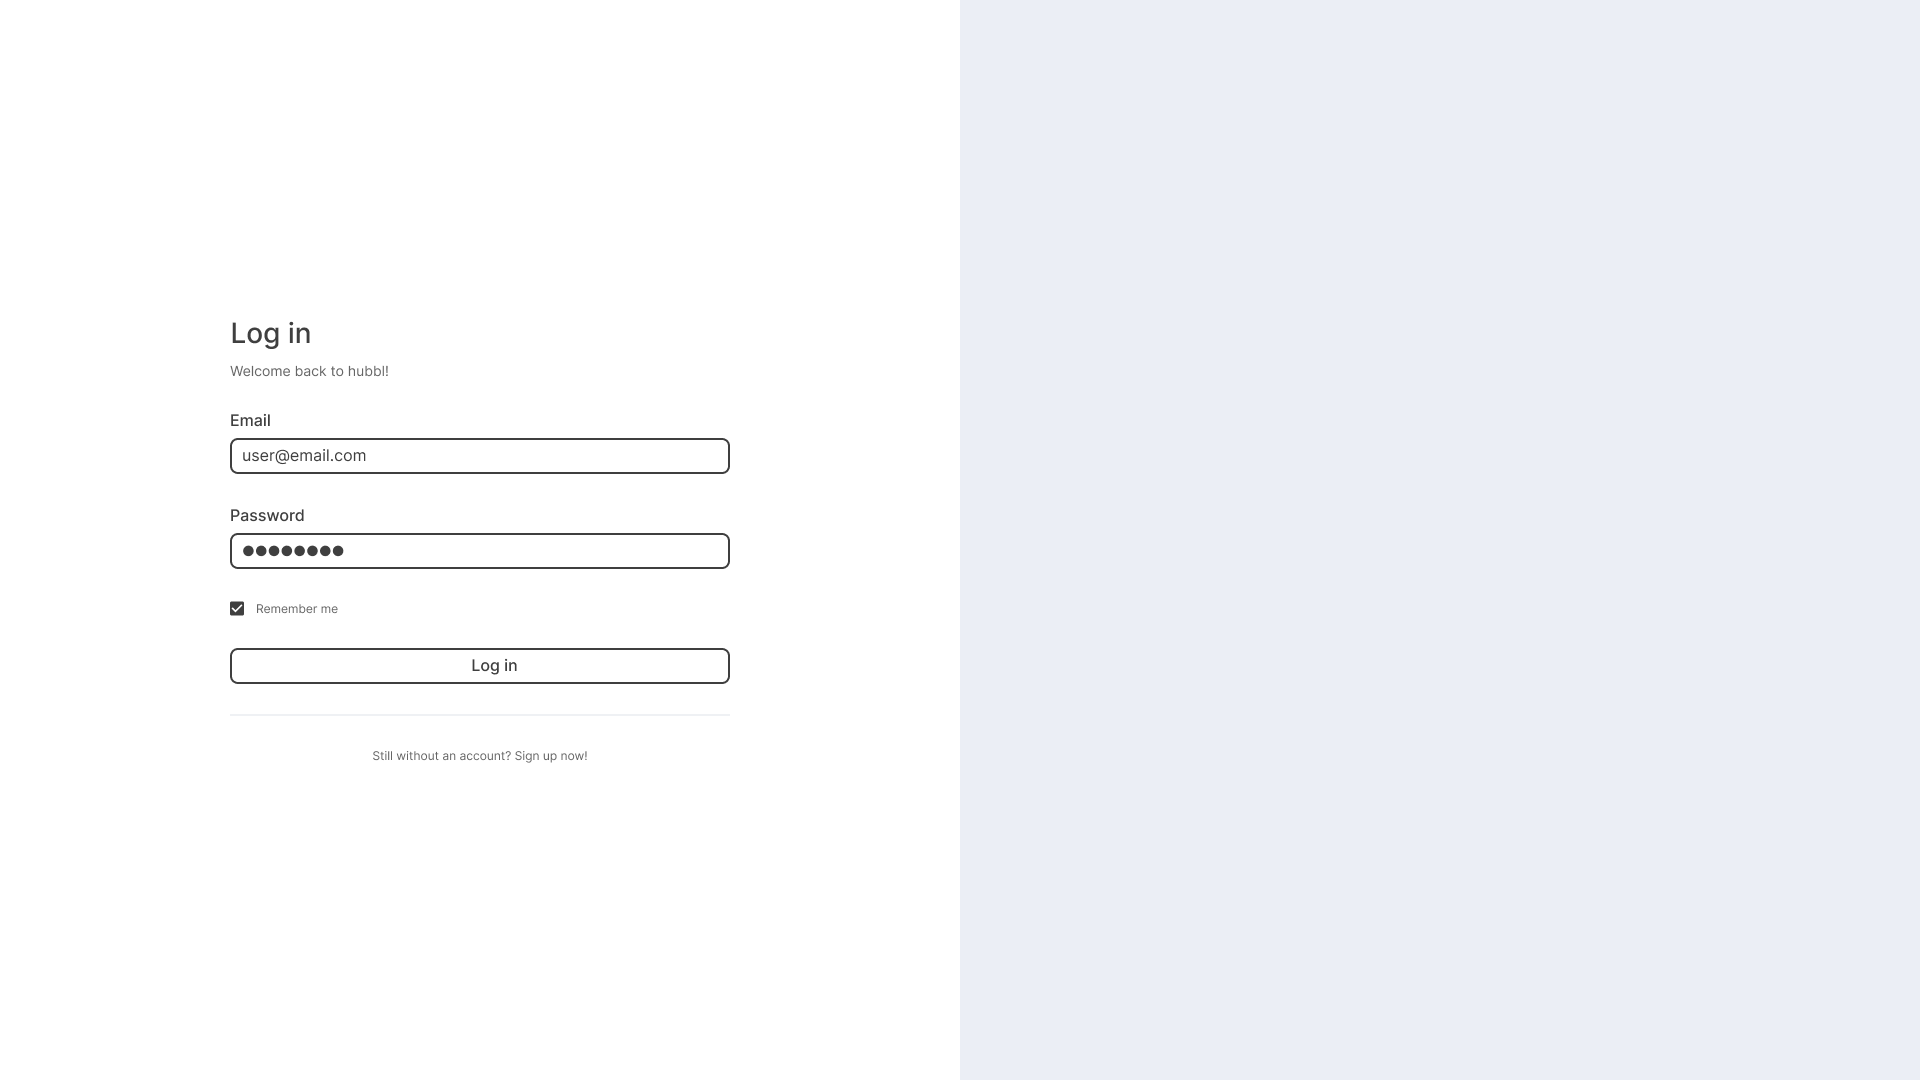 Log in
Welcome back to hubbl!
Email
user@email.com
Password
●●●●●●●●
Remember me
Log in
Still without an account? Sign up now!